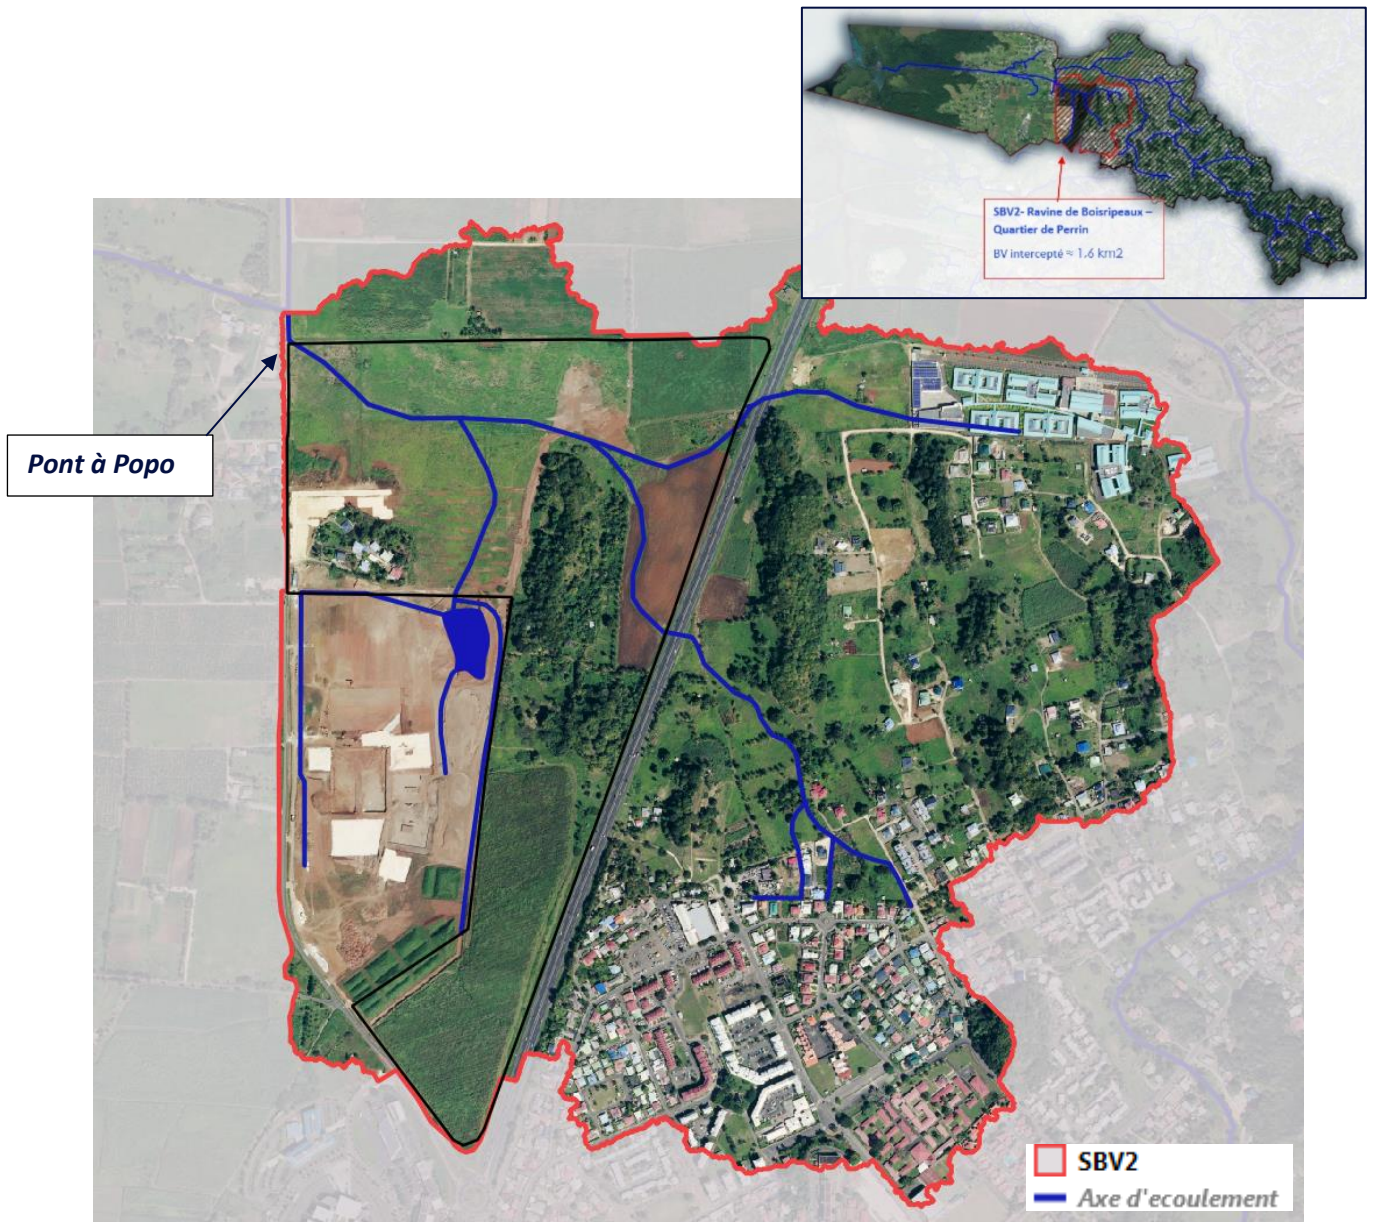 SBV2- Ravine de Boisripeaux –
Quartier de Perrin
BV intercepté ≈ 1.6 km2
Pont à Popo
SBV2
Axe d'ecoulement